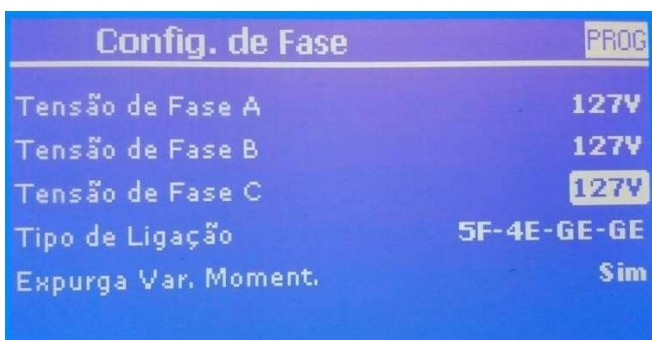 Config. de Fase PROG
Tensão de Fase A 127V
Tensão de Fase B 127V
Tensão de Fase C 127V
Tipo de Ligação 5F-4E-GE-GE
Expurga Var. Moment. Sim